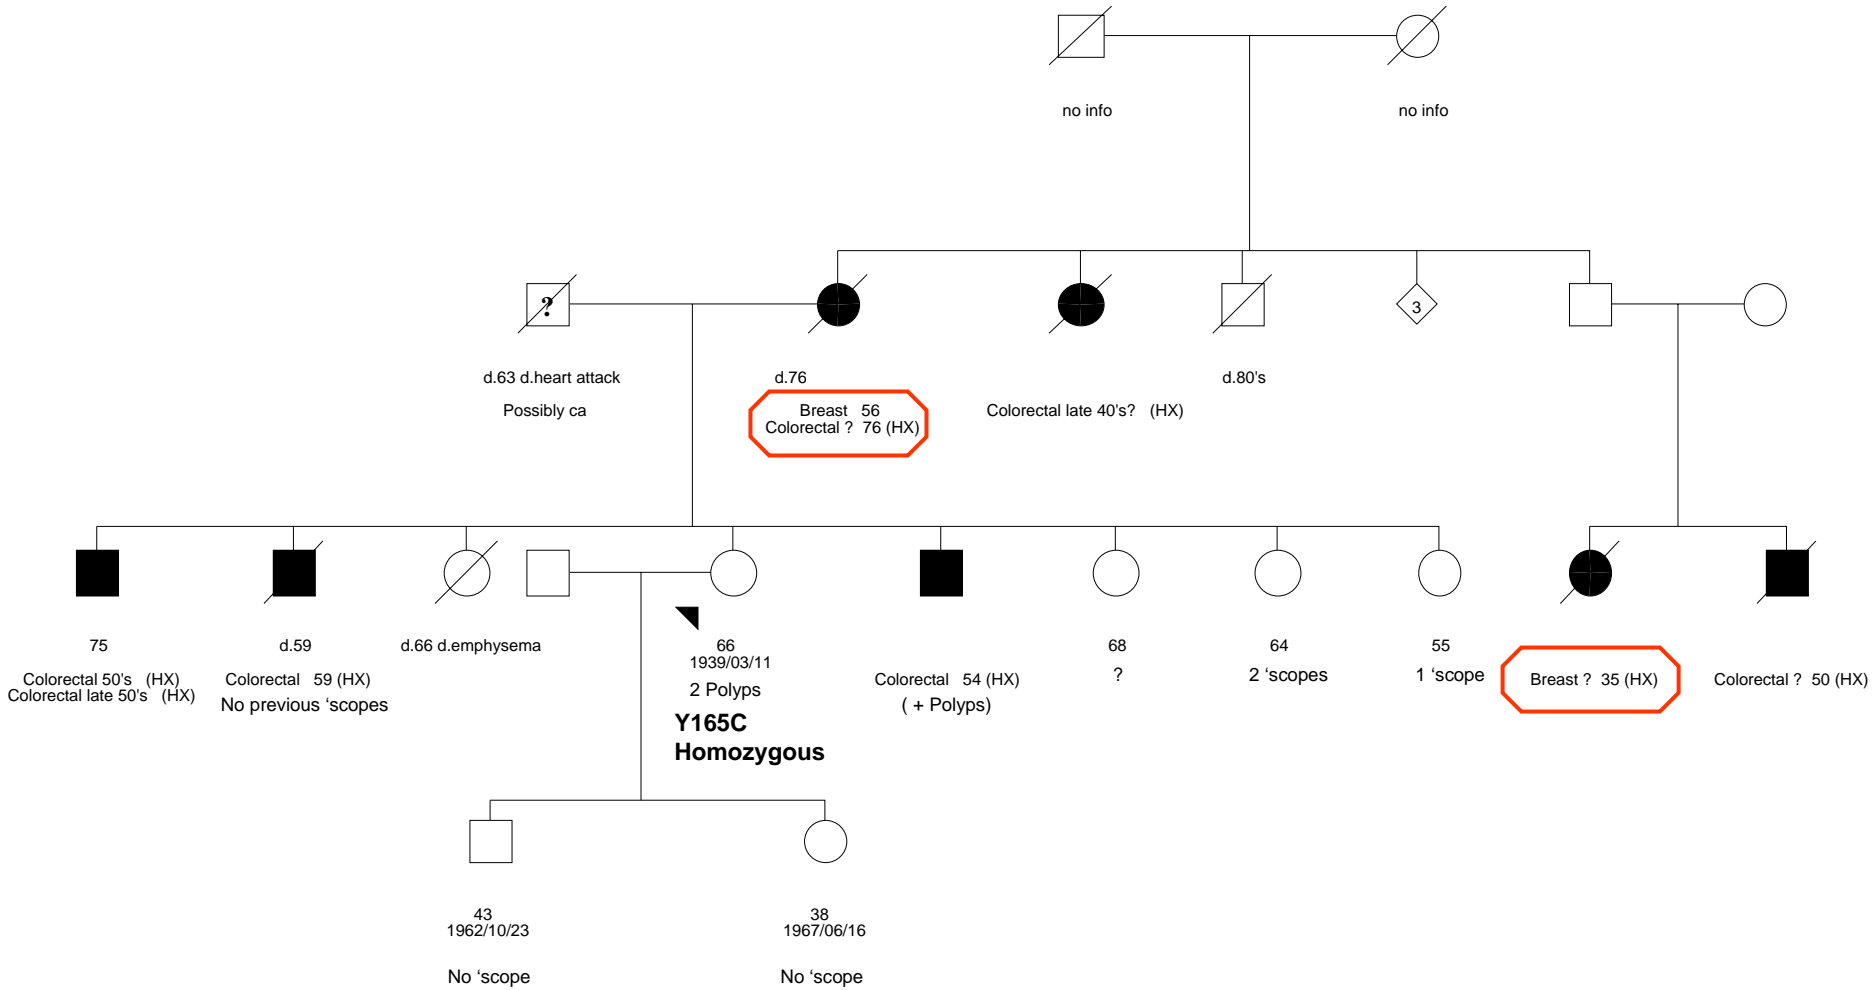 no info
no info
?
3
d.63 d.heart attack
Possibly ca
d.76
Breast 56
Colorectal ? 76 (HX)
Colorectal late 40's? (HX)
d.80's
75
Colorectal 50's (HX)
Colorectal late 50's (HX)
d.59
Colorectal 59 (HX)
No previous ‘scopes
d.66 d.emphysema
66
1939/03/11
2 Polyps
Y165C
Homozygous
Colorectal 54 (HX)
( + Polyps)
68
?
64
2 ‘scopes
55
1 ‘scope
Breast ? 35 (HX)
Colorectal ? 50 (HX)
43
1962/10/23
No ‘scope
38
1967/06/16
No ‘scope